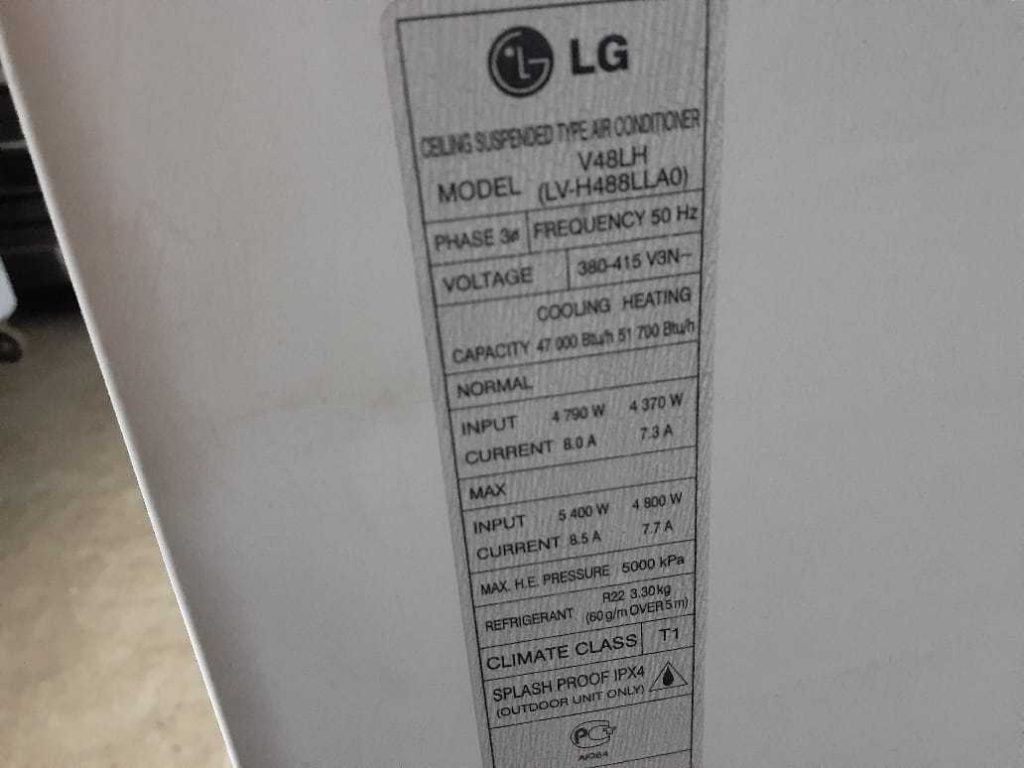 LG
CEILING SUSPENDED TYPE AIR CONDITIONER
MODEL V48LH
(LV-H488LLA0)
PHASE 3ø FREQUENCY 50 Hz
VOLTAGE 380-415 V3N~
COOLING HEATING
CAPACITY 47 000 Btu/h 51 700 Btu/h
NORMAL
INPUT 4 790 W 4 370 W
CURRENT 8.0 A 7.3 A
MAX
INPUT 5 400 W 4 800 W
CURRENT 8.5 A 7.7 A
MAX. H.E. PRESSURE 5000 kPa
REFRIGERANT R22 3.30kg
(60g/m OVER 5m)
CLIMATE CLASS T1
SPLASH PROOF IPX4
(OUTDOOR UNIT ONLY)